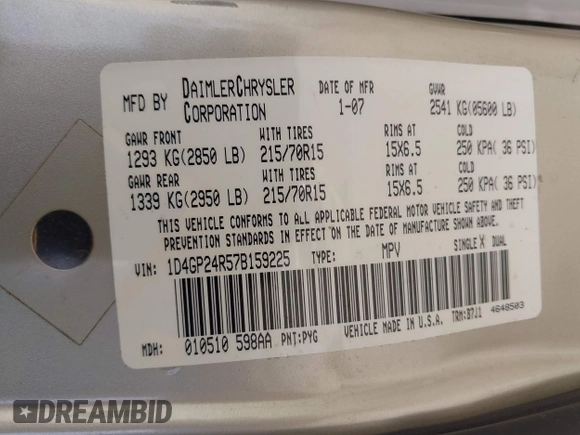 MFD BY DAIMLERCHRYSLER CORPORATION
DATE OF MFR 1-07
GVWR 2541 KG(05600 LB)
GAWR FRONT WITH TIRES RIMS AT COLD
1293 KG(2850 LB) 215/70R15 15X6.5 250 KPA( 36 PSI)
GAWR REAR WITH TIRES RIMS AT COLD
1339 KG(2950 LB) 215/70R15 15X6.5 250 KPA( 36 PSI)
THIS VEHICLE CONFORMS TO ALL APPLICABLE FEDERAL MOTOR VEHICLE SAFETY AND THEFT
PREVENTION STANDARDS IN EFFECT ON THE DATE OF MANUFACTURE SHOWN ABOVE.
VIN: 1D4GP24R57B159225 TYPE: MPV SINGLE X DUAL
MDH: 010510 598AA PNT:PYG VEHICLE MADE IN U.S.A. TRM:B7J1 4648503
DREAMBID